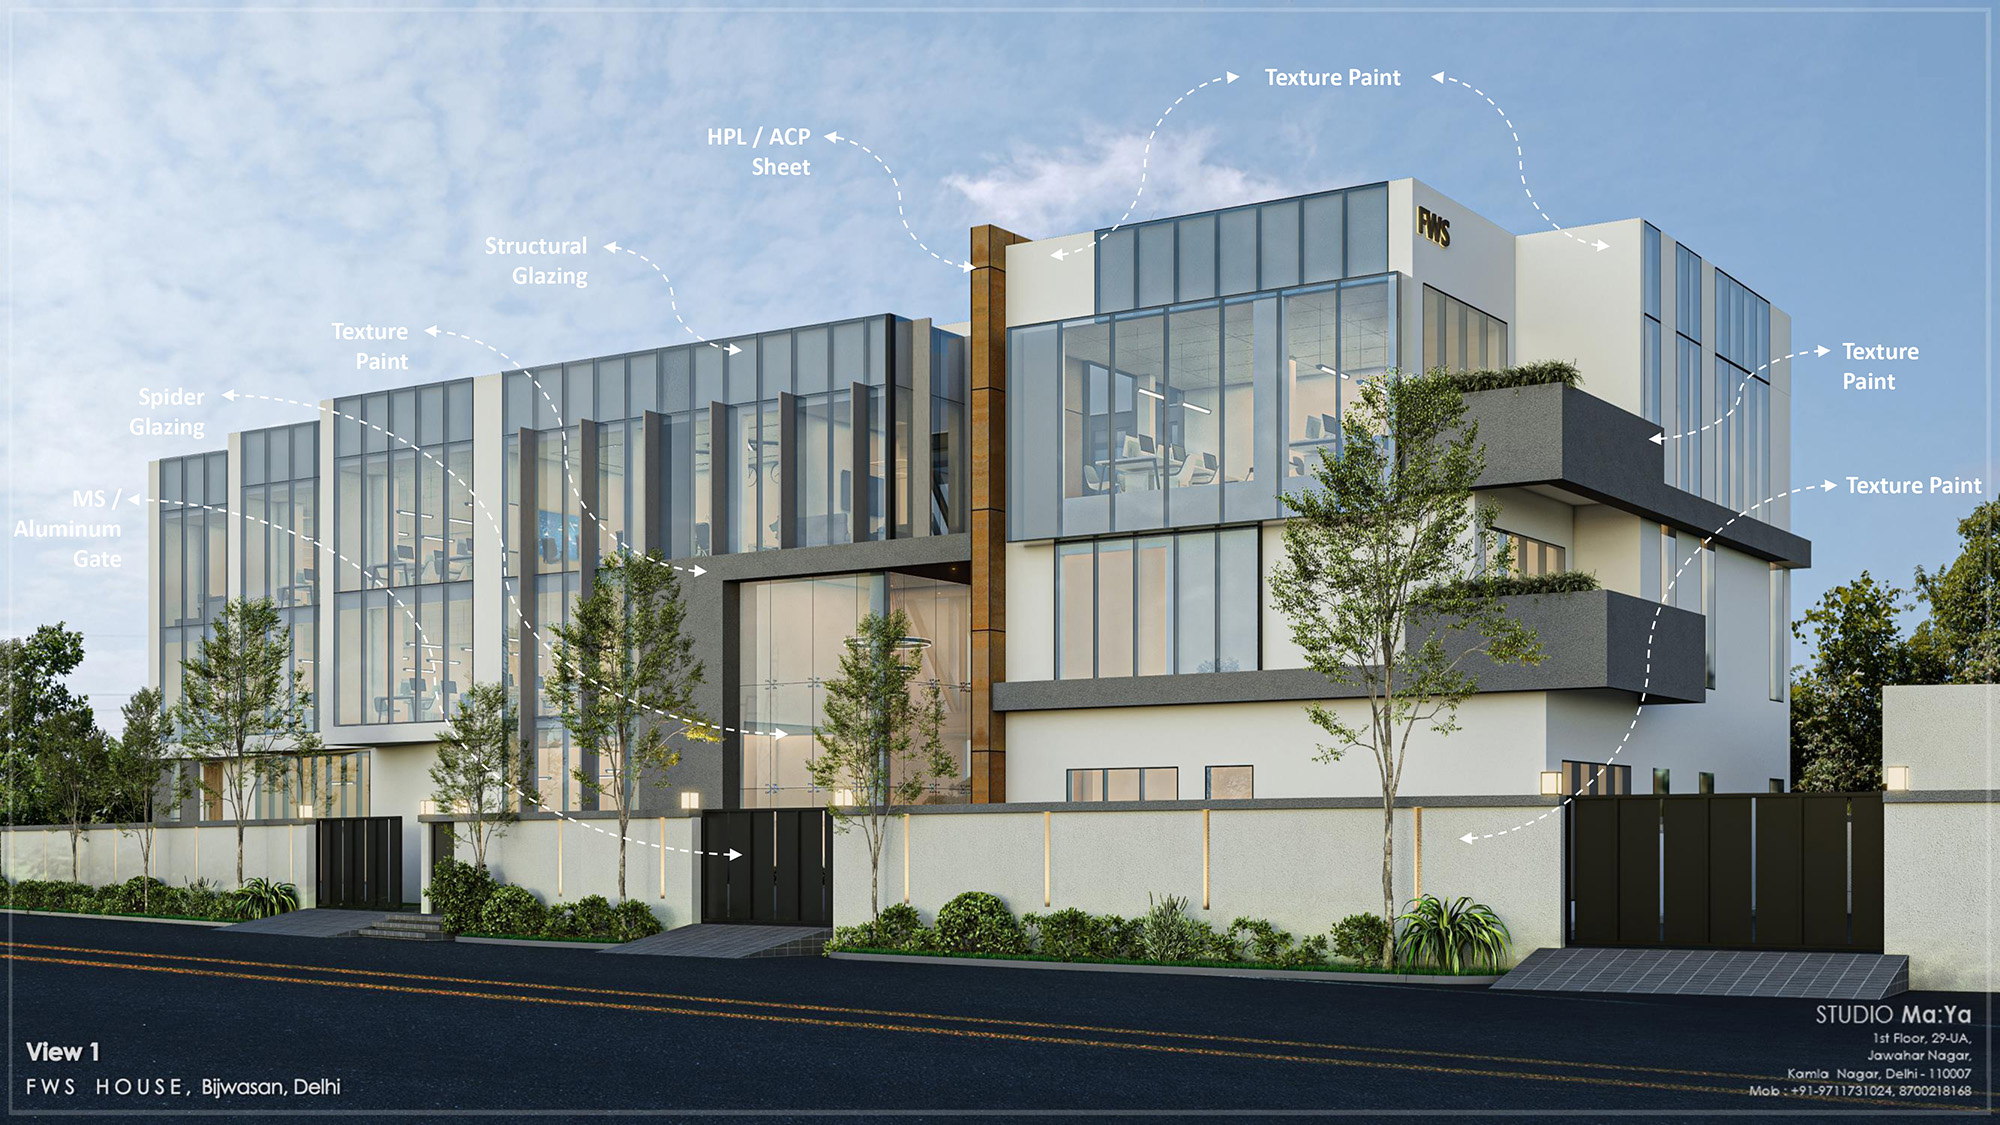 Texture Paint
HPL / ACP
Sheet
FWS
Structural
Glazing
Texture
Paint
Texture
Paint
Spider
Glazing
Texture Paint
MS /
Aluminum
Gate
STUDIO Ma:Ya
1st Floor, 29-UA,
Jawahar Nagar,
Kamla Nagar, Delhi - 110007
Mob : +91-9711731024, 8700218168
View 1
FWS HOUSE, Bijwasan, Delhi